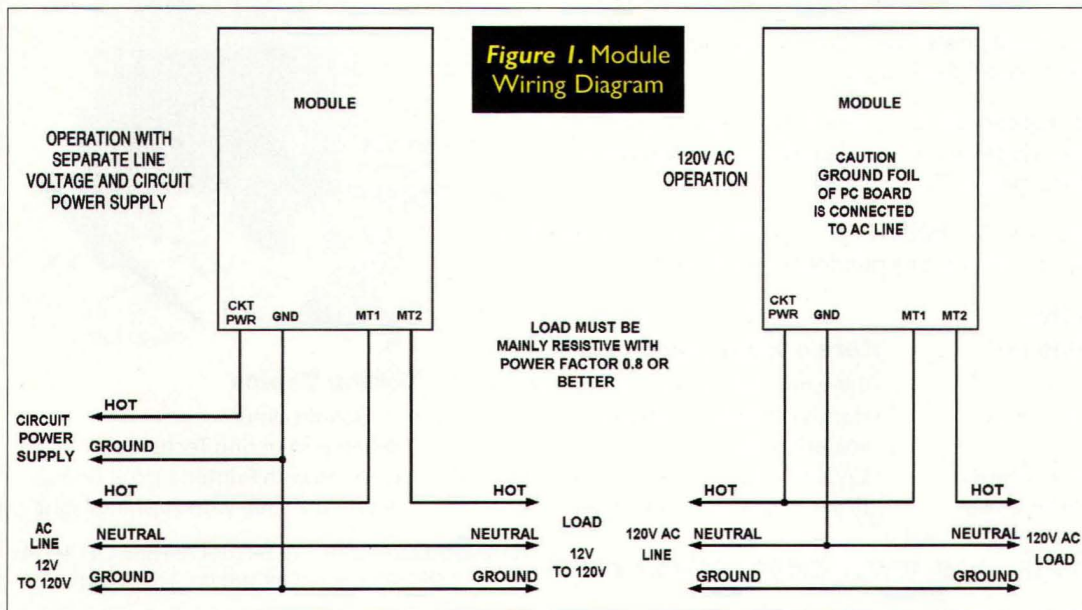 Figure 1. Module
Wiring Diagram
OPERATION WITH
SEPARATE LINE
VOLTAGE AND CIRCUIT
POWER SUPPLY
MODULE
CKT
PWR
GND
MT1
MT2
CIRCUIT
POWER
SUPPLY
HOT
GROUND
AC
LINE
12V
TO 120V
HOT
NEUTRAL
NEUTRAL
GROUND
GROUND
HOT
LOAD
12V
TO 120V
LOAD MUST BE
MAINLY RESISTIVE WITH
POWER FACTOR 0.8 OR
BETTER
120V AC
OPERATION
MODULE
CAUTION
GROUND FOIL
OF PC BOARD
IS CONNECTED
TO AC LINE
CKT
PWR
GND
MT1
MT2
120V AC
LINE
HOT
HOT
NEUTRAL
NEUTRAL
GROUND
GROUND
120V AC
LOAD